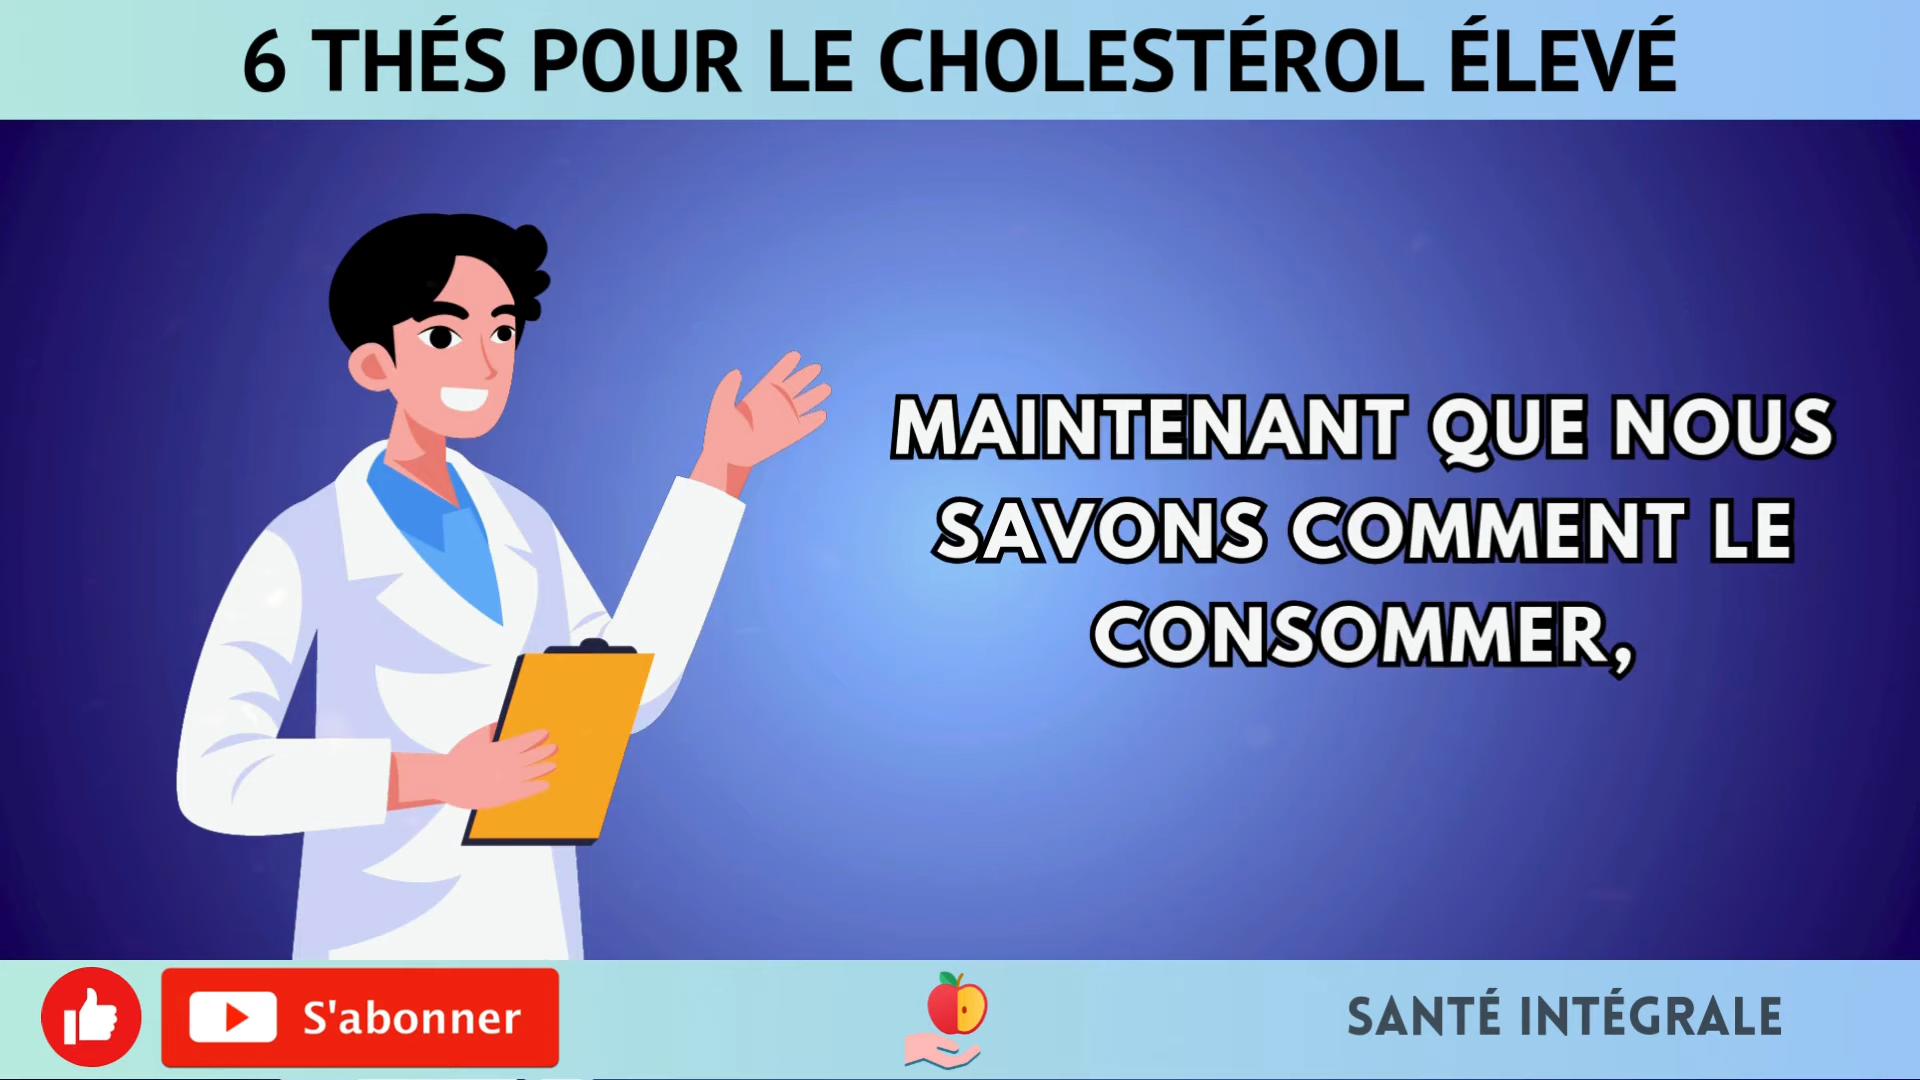 6 THÉS POUR LE CHOLESTÉROL ÉLEVÉ
MAINTENANT QUE NOUS
SAVONS COMMENT LE
CONSOMMER,
S'abonner
SANTÉ INTÉGRALE